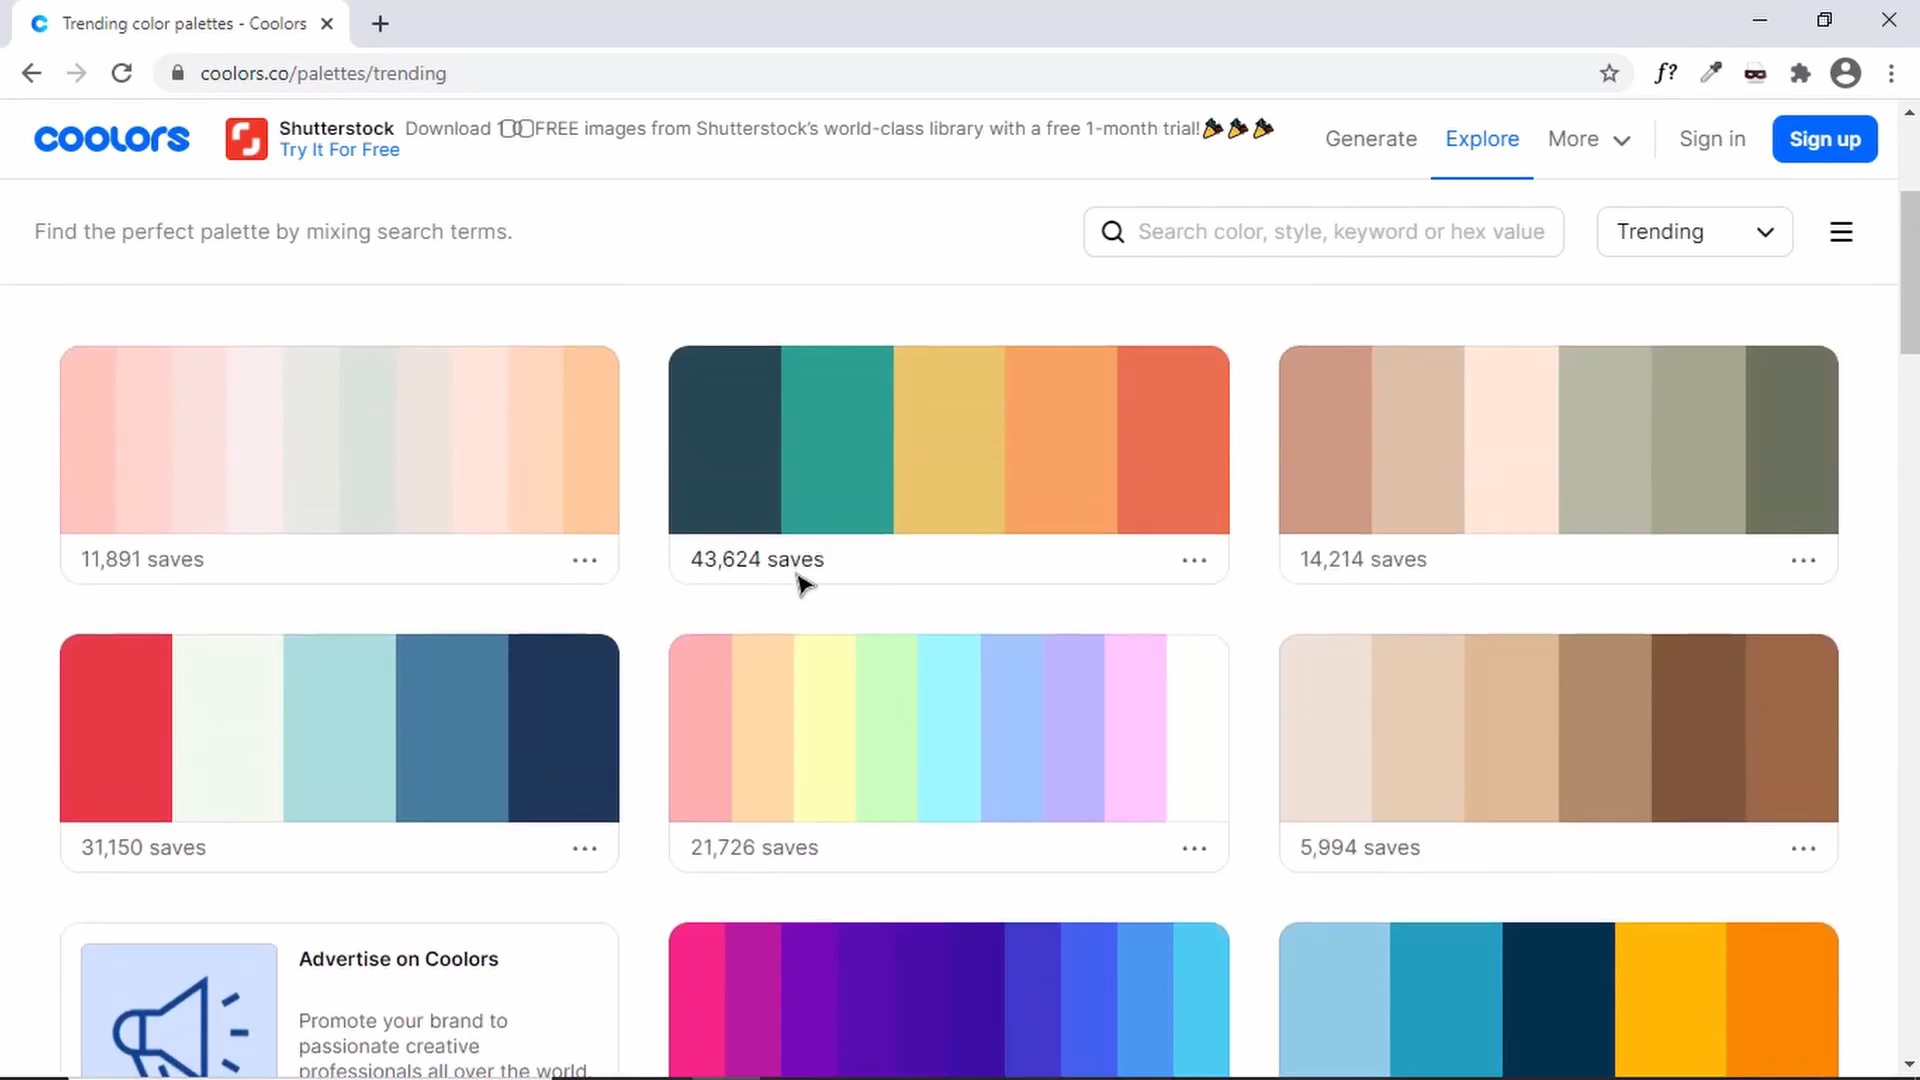 Trending color palettes - Coolors
coolors.co/palettes/trending
f?
coolors
Shutterstock Download FREE images from Shutterstock's world-class library with a free 1-month trial!
Try It For Free
Generate
Explore
More
Sign in
Sign up
Find the perfect palette by mixing search terms.
Search color, style, keyword or hex value
Trending
11,891 saves
43,624 saves
14,214 saves
31,150 saves
21,726 saves
5,994 saves
Advertise on Coolors
Promote your brand to
passionate creative
professionals all over the world.